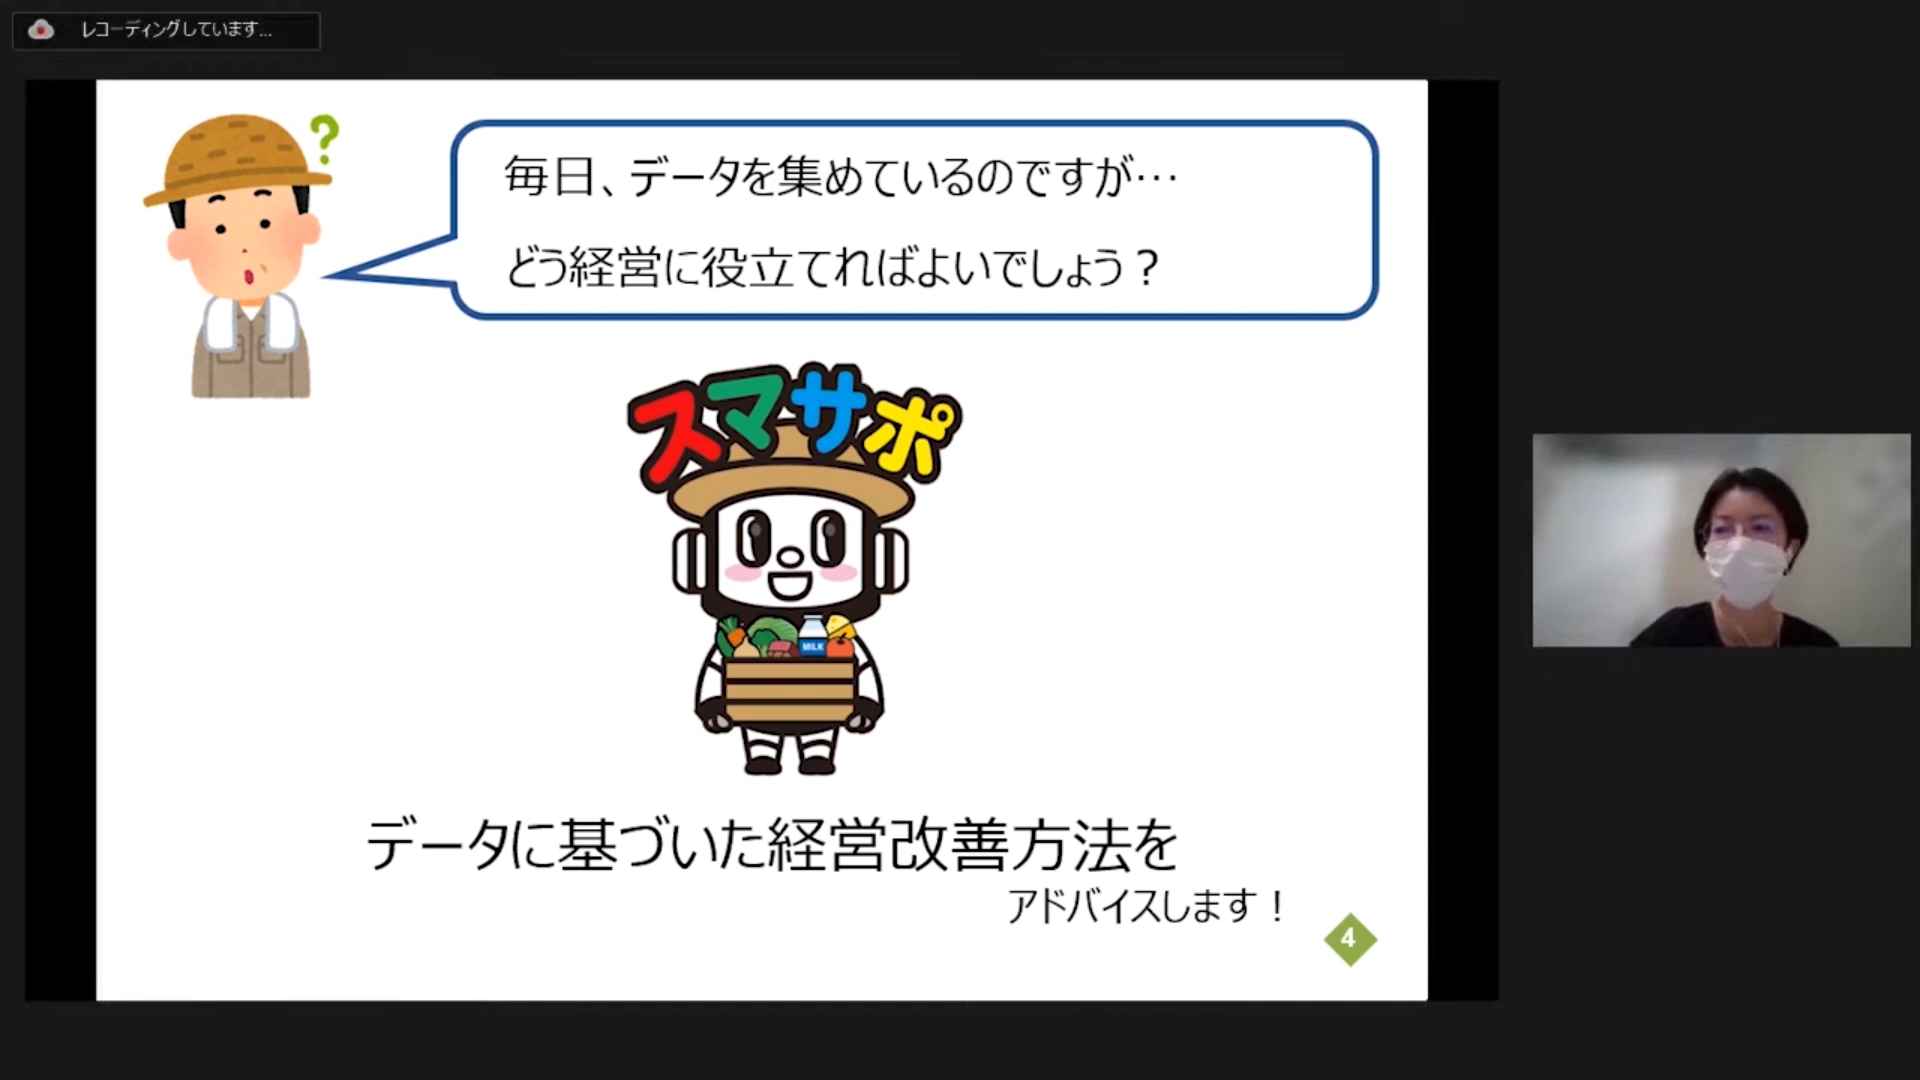 レコーディングしています...
?
毎日、データを集めているのですが…
どう経営に役立てればよいでしょう？
スマサポ
MILK
データに基づいた経営改善方法を
アドバイスします！
4